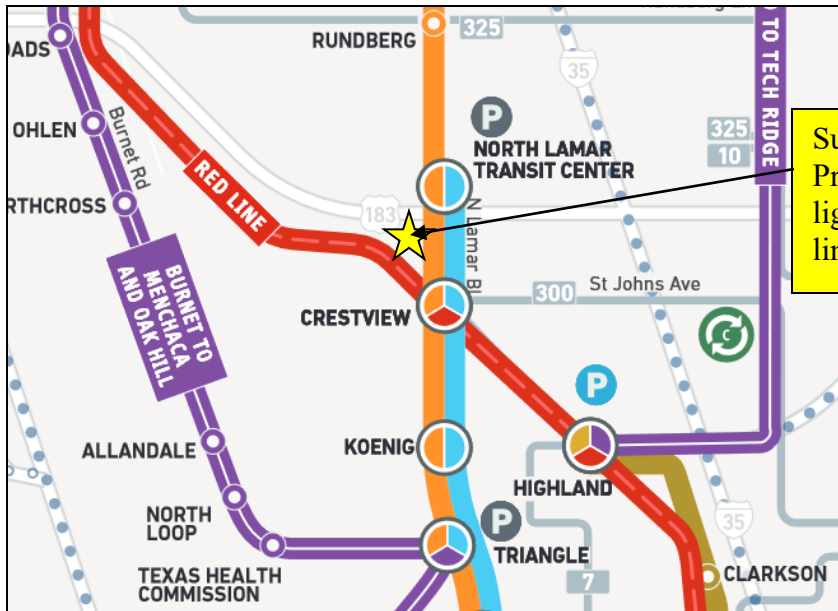 RUNDBERG
325
35
TO TECH RIDGE
OHLEN
Burnet Rd
P
NORTH LAMAR
TRANSIT CENTER
325
10
RED LINE
183
N Lamar Bl
BURNET TO
MENCHACA
AND OAK HILL
CRESTVIEW
300
St Johns Ave
C
P
ALLANDALE
KOENIG
HIGHLAND
NORTH
LOOP
P
TRIANGLE
35
TEXAS HEALTH
COMMISSION
7
CLARKSON